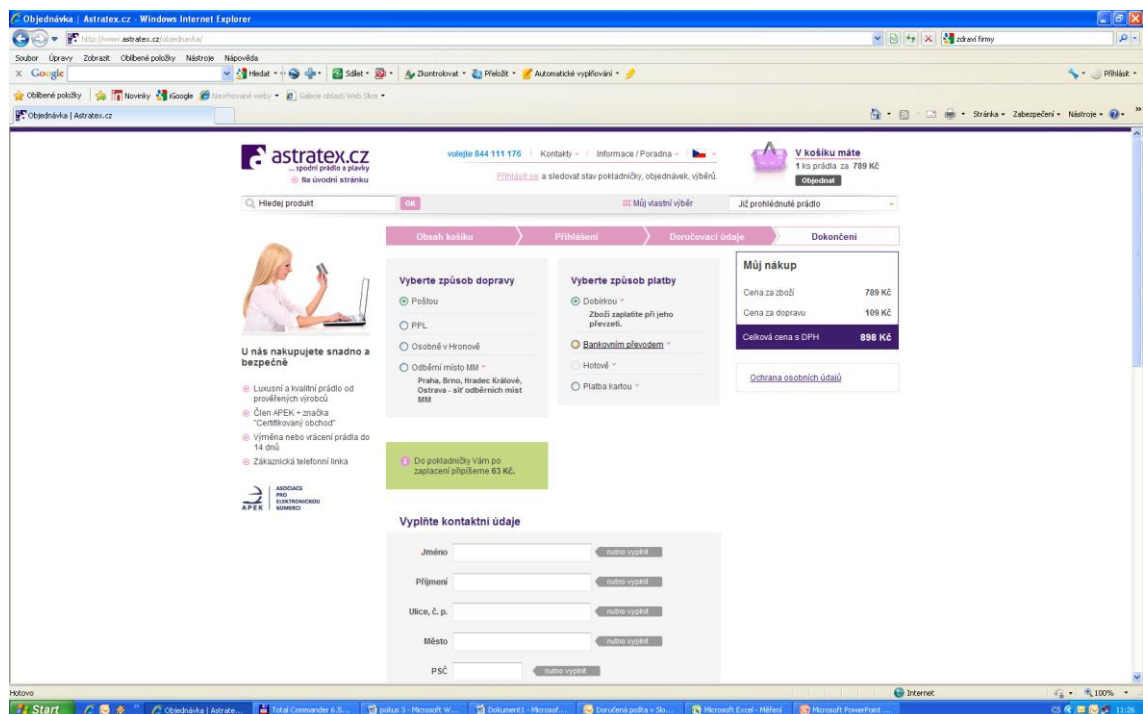 Objednávka | Astratex.cz - Windows Internet Explorer
http://www.astratex.cz/objednavka/
zdraví firmy
Soubor Úpravy Zobrazit Oblíbené položky Nástroje Nápověda
Google Hledat Sdílet Zkontrolovat Přeložit Automatické vyplňování Přihlásit
Oblíbené položky Novinky iGoogle Navrhované weby Galerie oblastí Web Slice
Objednávka | Astratex.cz Stránka Zabezpečení Nástroje
astratex.cz
... spodní prádlo a plavky
Na úvodní stránku
volejte 844 111 176 Kontakty Informace / Poradna
Přihlásit se a sledovat stav pokladničky, objednávek, výběrů.
V košíku máte
1 ks prádla za 789 Kč
Objednat
Hledej produkt OK Můj vlastní výběr Již prohlédnuté prádlo
Obsah košíku Přihlášení Doručovací údaje Dokončení
Vyberte způsob dopravy
Poštou
PPL
Osobně v Hronově
Odběrní místo MM
Praha, Brno, Hradec Králové,
Ostrava - síť odběrních míst
MM
Vyberte způsob platby
Dobírkou
Zboží zaplatíte při jeho
převzetí.
Bankovním převodem
Hotově
Platba kartou
Můj nákup
Cena za zboží 789 Kč
Cena za dopravu 109 Kč
Celková cena s DPH 898 Kč
Ochrana osobních údajů
U nás nakupujete snadno a
bezpečně
Luxusní a kvalitní prádlo od
prověřených výrobců
Člen APEK + značka
"Certifikovaný obchod"
Výměna nebo vrácení prádla do
14 dnů
Zákaznická telefonní linka
APEK
ASOCIACE
PRO
ELEKTRONICKOU
KOMERCI
Do pokladničky Vám po
zaplacení připíšeme 63 Kč.
Vyplňte kontaktní údaje
Jméno nutno vyplnit
Příjmení nutno vyplnit
Ulice, č. p. nutno vyplnit
Město nutno vyplnit
PSČ nutno vyplnit
Hotovo Internet 100%
Start Objednávka | Astrate... Total Commander 6.5... pokus 3 - Microsoft W... Dokument1 - Microsof... Doručená pošta v Slo... Microsoft Excel - Měření Microsoft PowerPoint ... CS 11:26